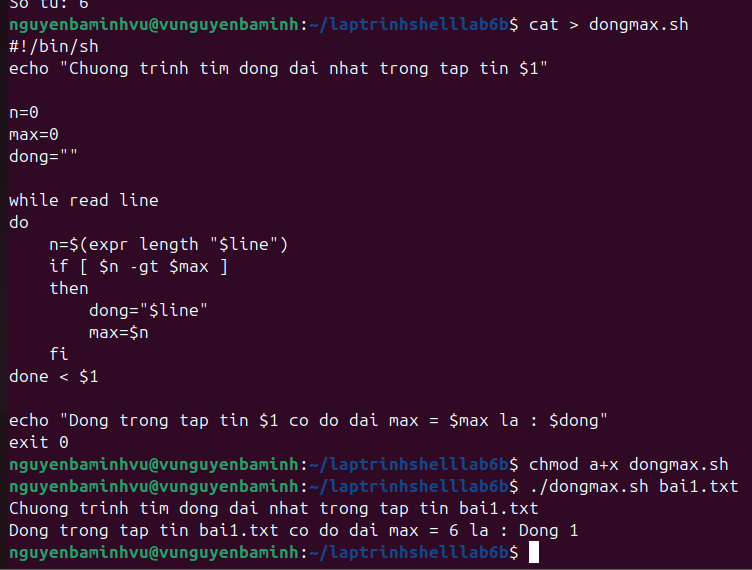 So tu: 6
nguyenbaminhvu@vunguyenbaminh:~/laptrinhshelllab6b$ cat > dongmax.sh
#!/bin/sh
echo "Chuong trinh tim dong dai nhat trong tap tin $1"
n=0
max=0
dong=""
while read line
do
    n=$(expr length "$line")
    if [ $n -gt $max ]
    then
        dong="$line"
        max=$n
    fi
done < $1
echo "Dong trong tap tin $1 co do dai max = $max la : $dong"
exit 0
nguyenbaminhvu@vunguyenbaminh:~/laptrinhshelllab6b$ chmod a+x dongmax.sh
nguyenbaminhvu@vunguyenbaminh:~/laptrinhshelllab6b$ ./dongmax.sh bai1.txt
Chuong trinh tim dong dai nhat trong tap tin bai1.txt
Dong trong tap tin bai1.txt co do dai max = 6 la : Dong 1
nguyenbaminhvu@vunguyenbaminh:~/laptrinhshelllab6b$